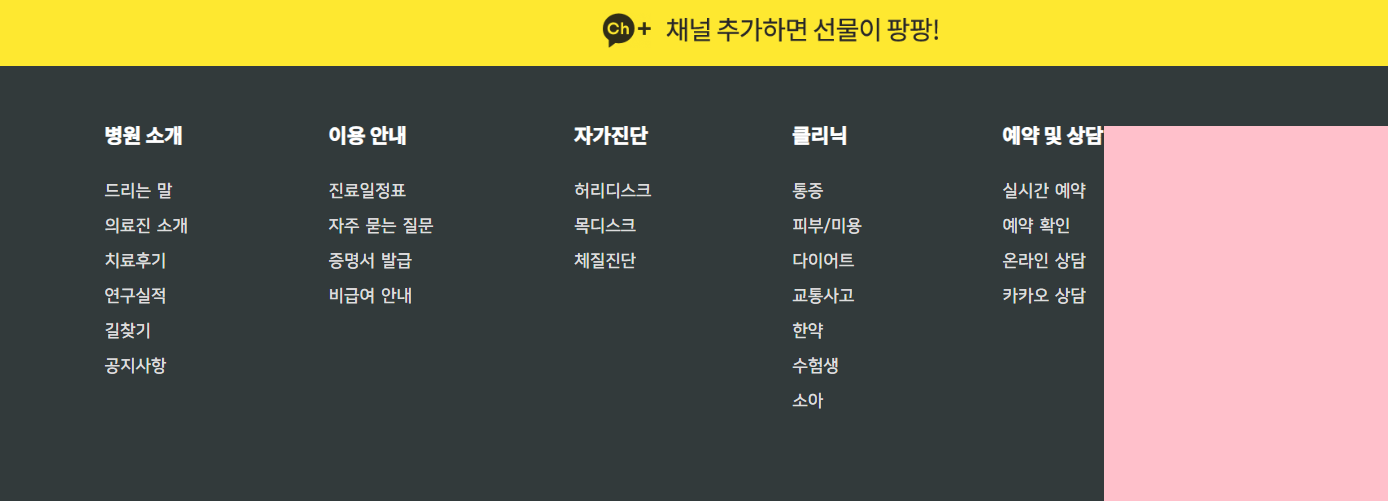 Ch+ 채널 추가하면 선물이 팡팡!
병원 소개
드리는 말
의료진 소개
치료후기
연구실적
길찾기
공지사항
이용 안내
진료일정표
자주 묻는 질문
증명서 발급
비급여 안내
자가진단
허리디스크
목디스크
체질진단
클리닉
통증
피부/미용
다이어트
교통사고
한약
수험생
소아
예약 및 상담
실시간 예약
예약 확인
온라인 상담
카카오 상담